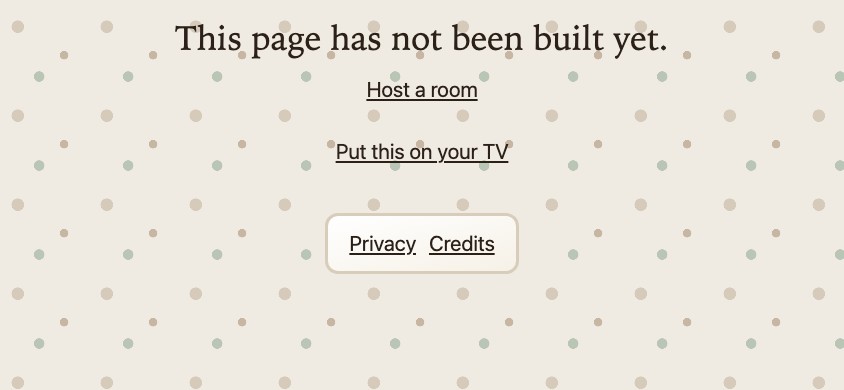 This page has not been built yet.
Host a room
Put this on your TV
Privacy Credits